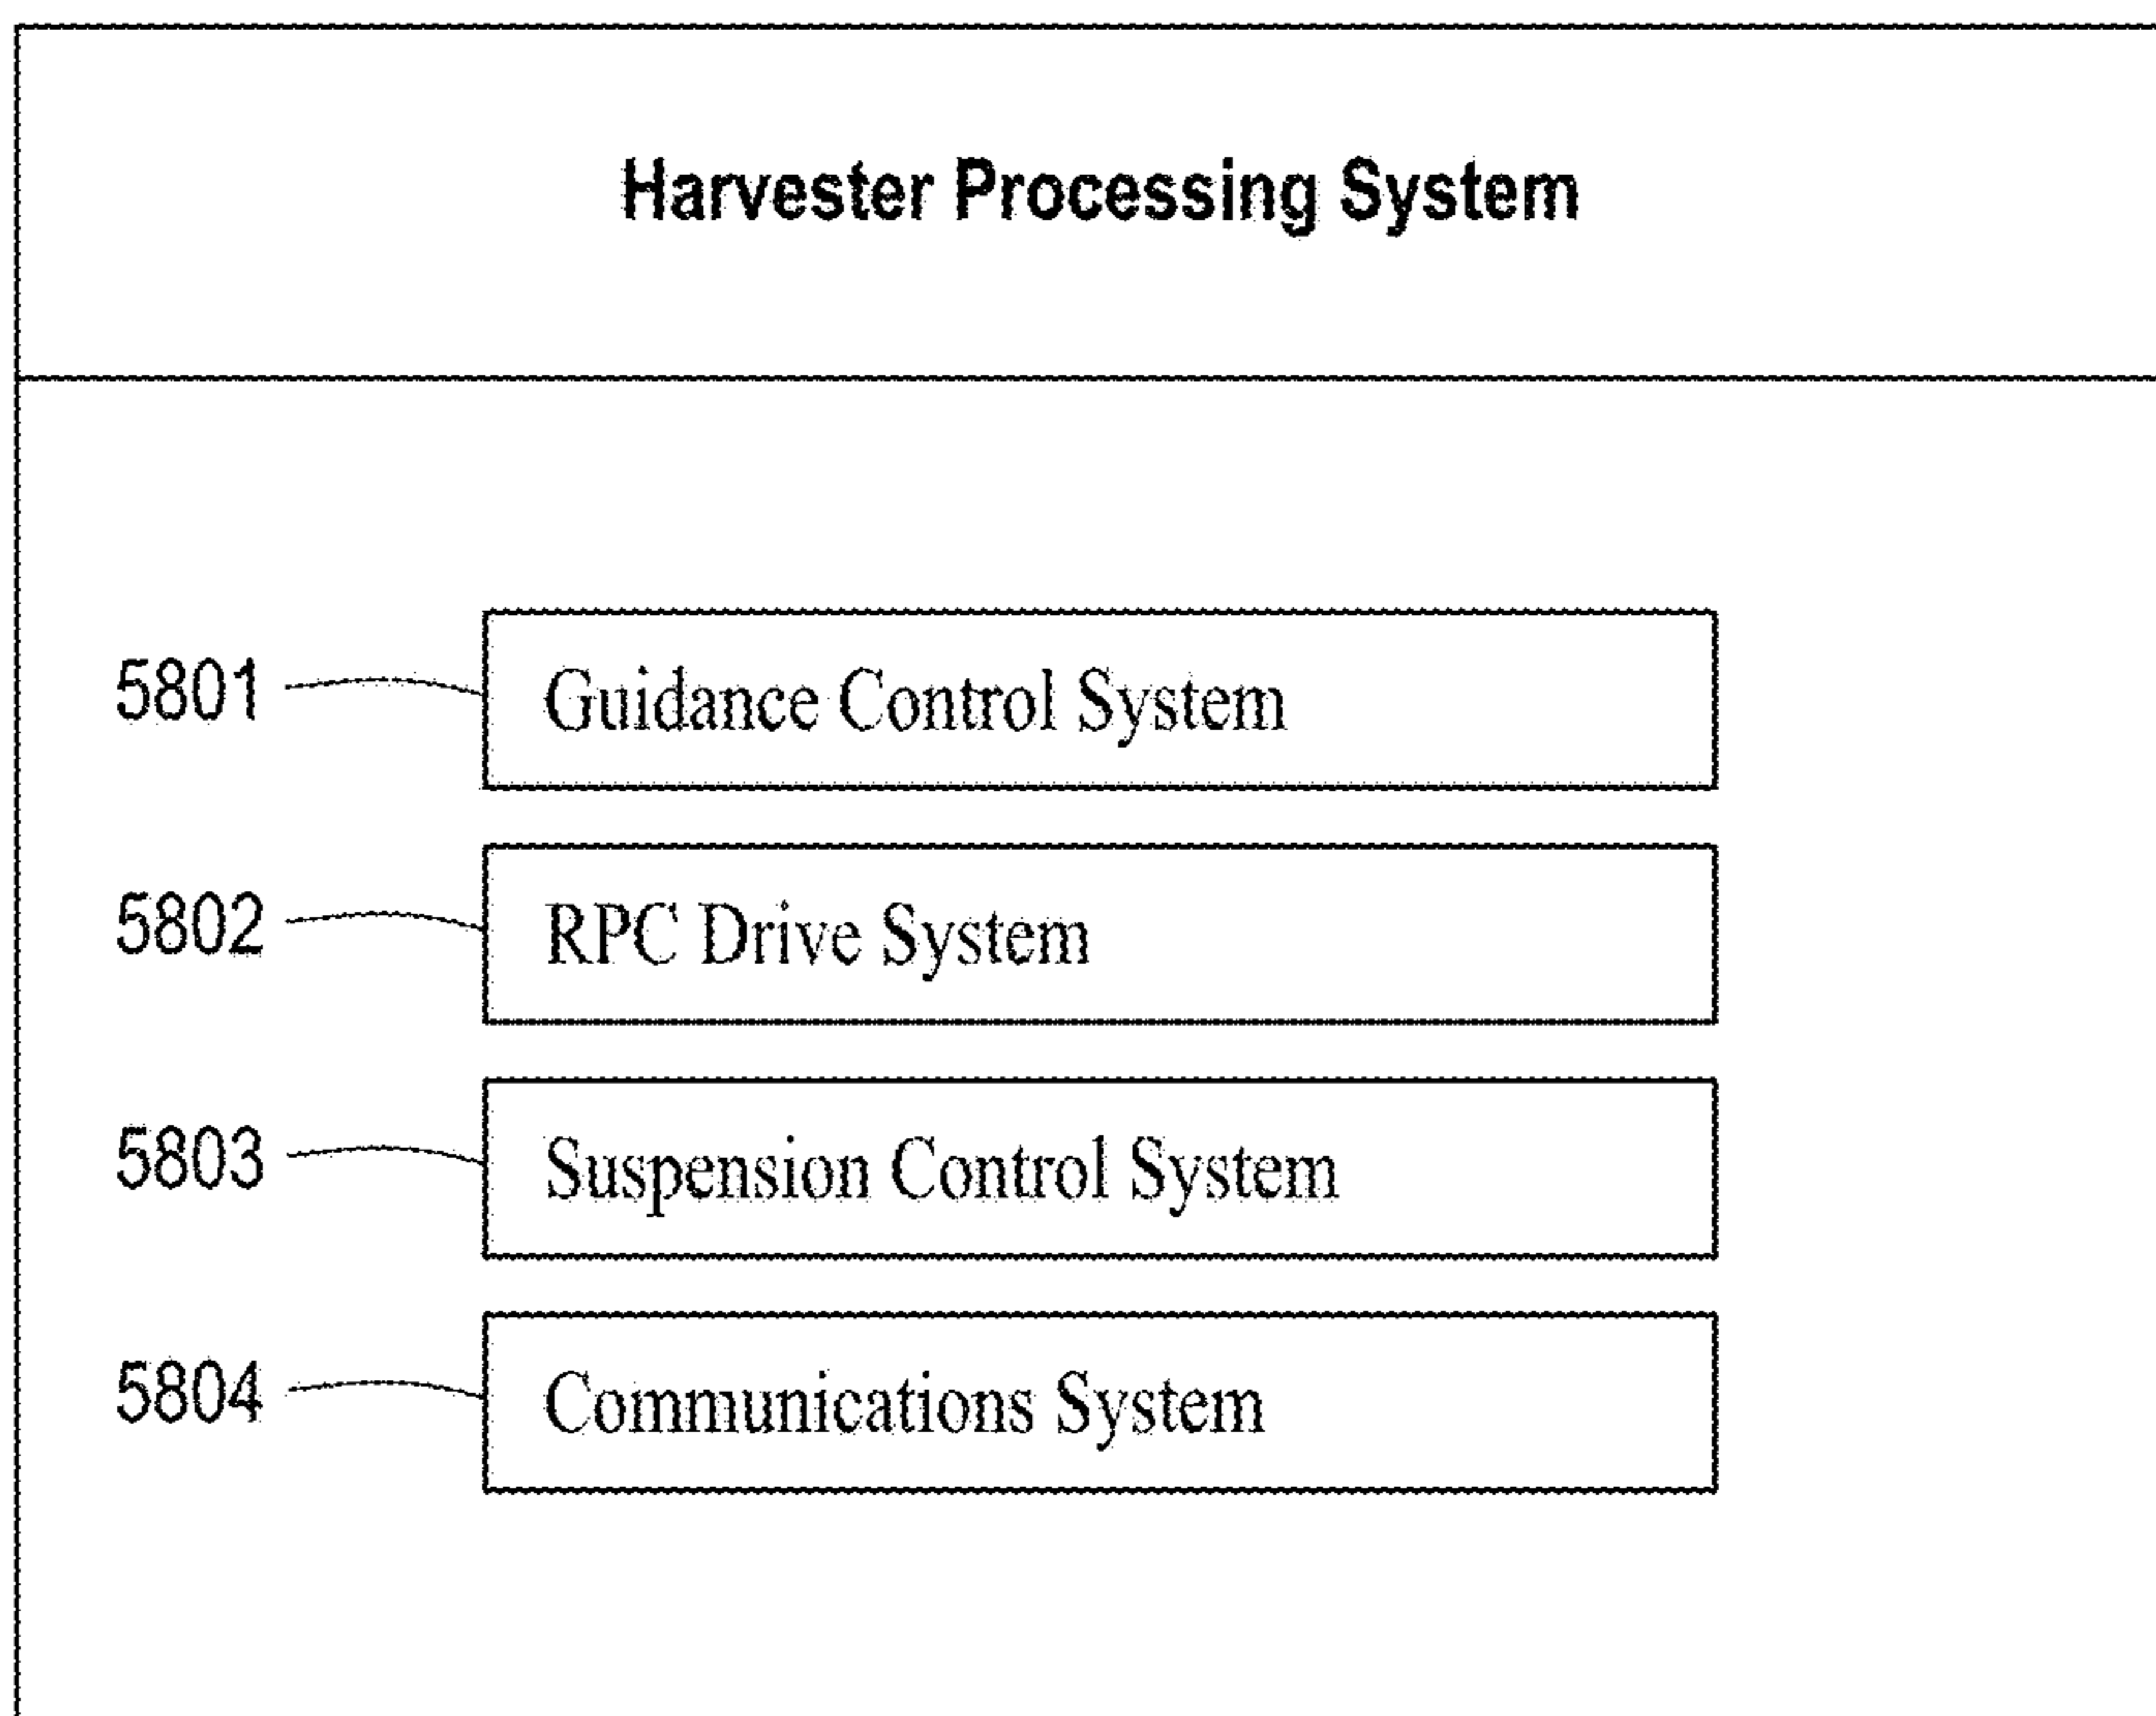 Harvester Processing System
5801 Guidance Control System
5802 RPC Drive System
5803 Suspension Control System
5804 Communications System